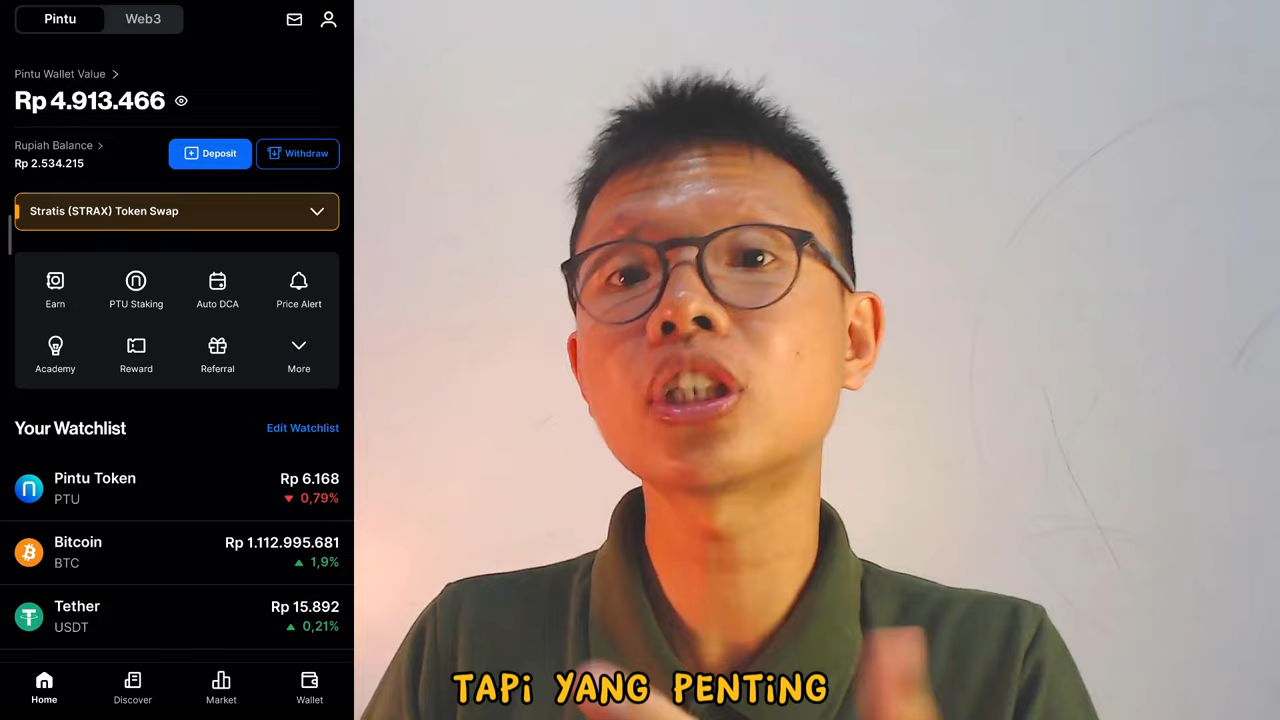 Pintu Web3
Pintu Wallet Value
Rp 4.913.466
Rupiah Balance
Rp 2.534.215
Deposit
Withdraw
Stratis (STRAX) Token Swap
Earn PTU Staking Auto DCA Price Alert
Academy Reward Referral More
Your Watchlist Edit Watchlist
Pintu Token Rp 6.168
PTU 0,79%
Bitcoin Rp 1.112.995.681
BTC 1,9%
Tether Rp 15.892
USDT 0,21%
Home Discover Market Wallet
TAPI YANG PENTING